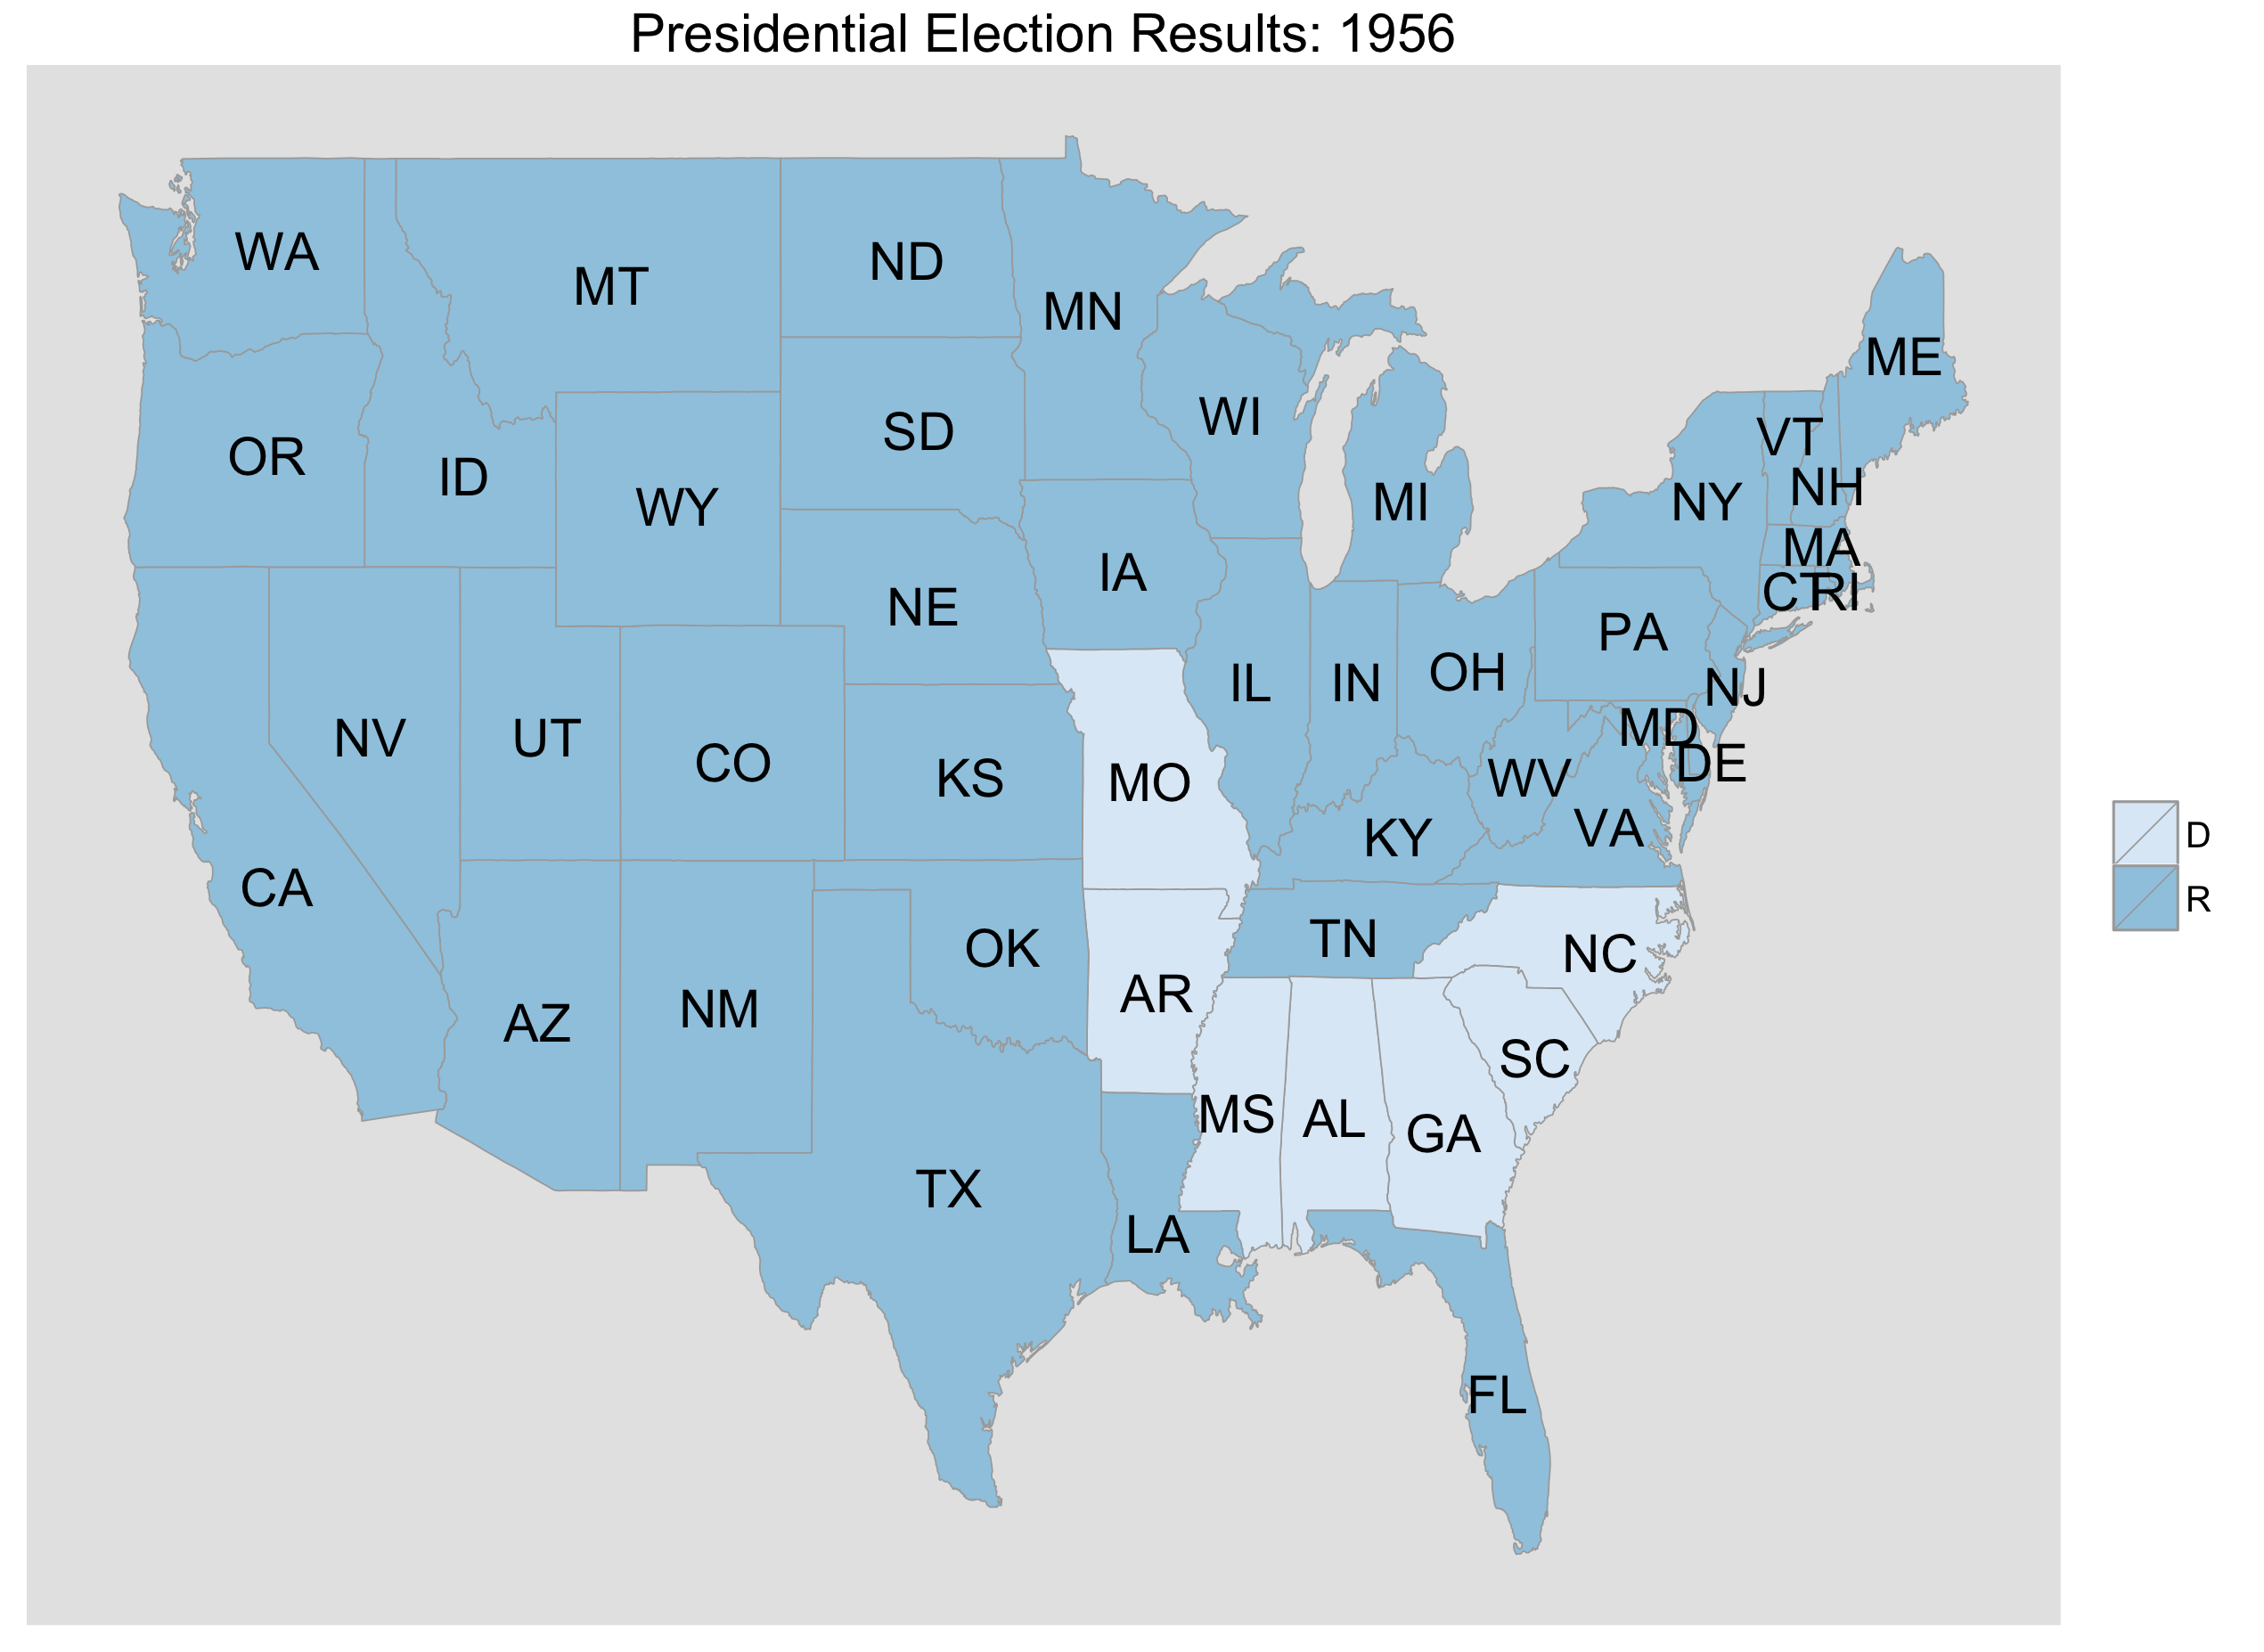 Presidential Election Results: 1956
WA
MT
ND
MN
ME
OR
ID
WY
SD
WI
MI
NY
VT
NH
MA
CT
RI
IA
NE
PA
NJ
IL
IN
OH
MD
DE
NV
UT
CO
KS
MO
WV
VA
KY
CA
AZ
NM
OK
AR
TN
NC
SC
MS
AL
GA
TX
LA
FL
D
R